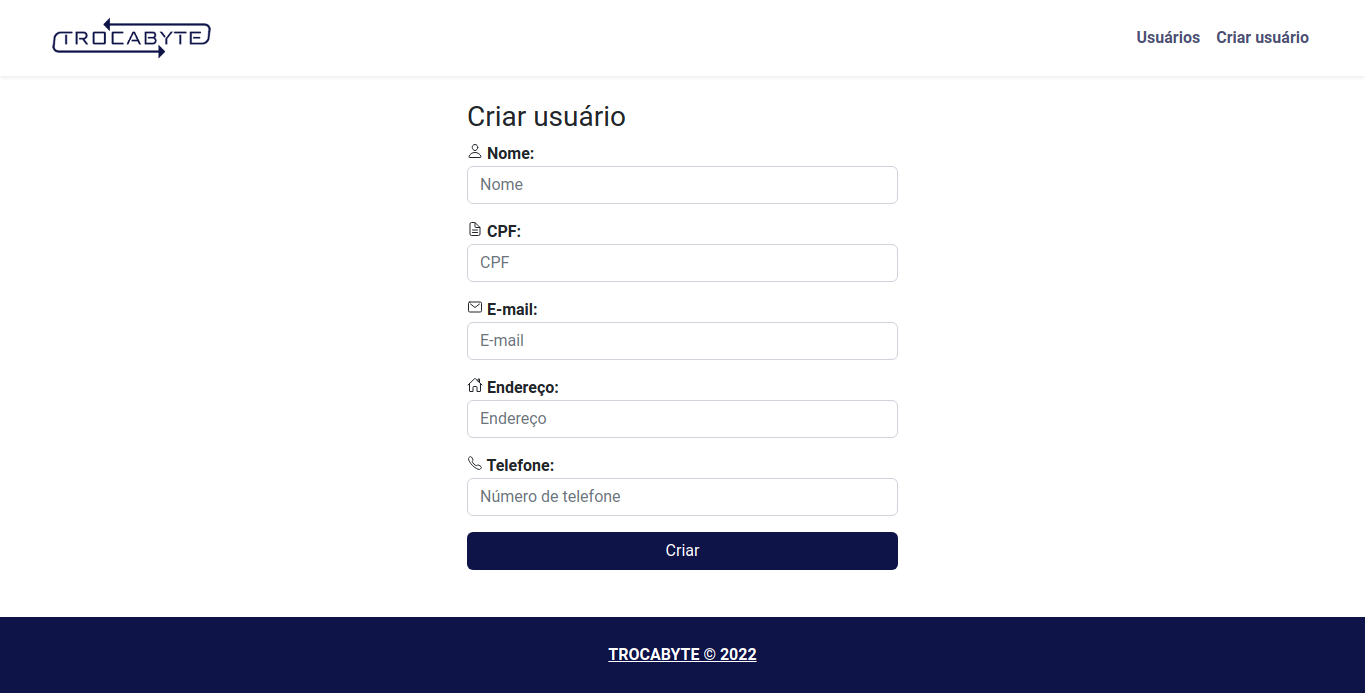 TROCABYTE
Usuários Criar usuário
Criar usuário
Nome:
Nome
CPF:
CPF
E-mail:
E-mail
Endereço:
Endereço
Telefone:
Número de telefone
Criar
TROCABYTE © 2022